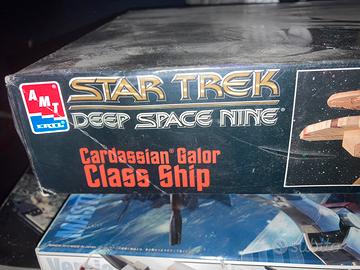 AMT
ERTL
STAR TREK
DEEP SPACE NINE®
Cardassian Galor
Class Ship